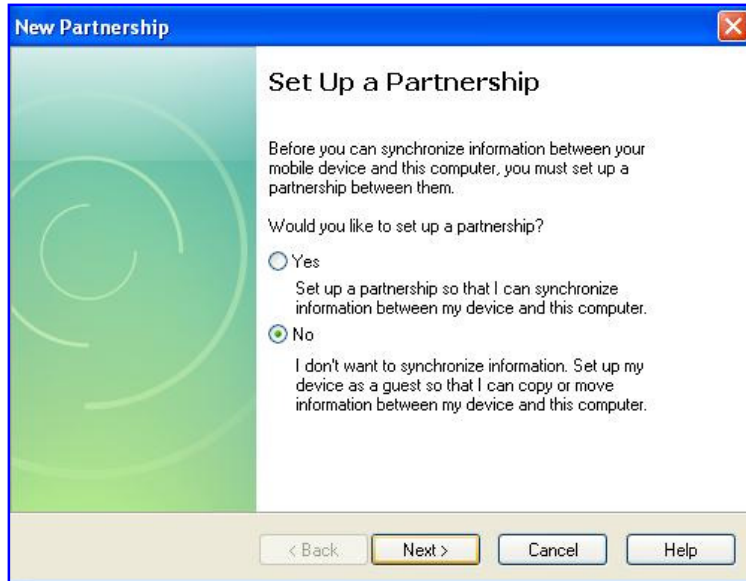 New Partnership
Set Up a Partnership
Before you can synchronize information between your
mobile device and this computer, you must set up a
partnership between them.
Would you like to set up a partnership?
Yes
Set up a partnership so that I can synchronize
information between my device and this computer.
No
I don't want to synchronize information. Set up my
device as a guest so that I can copy or move
information between my device and this computer.
< Back
Next >
Cancel
Help